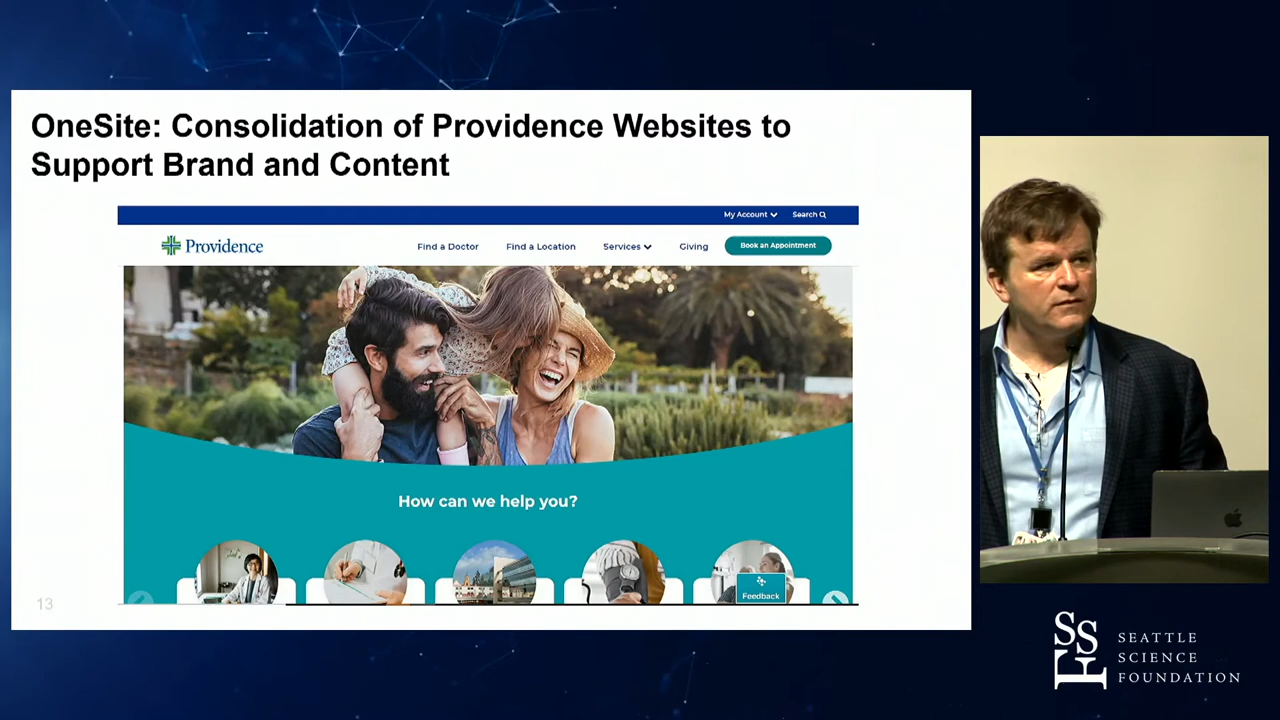 OneSite: Consolidation of Providence Websites to
Support Brand and Content
My Account
Search
Providence
Find a Doctor
Find a Location
Services
Giving
Book an Appointment
How can we help you?
Feedback
13
SSF
SEATTLE
SCIENCE
FOUNDATION